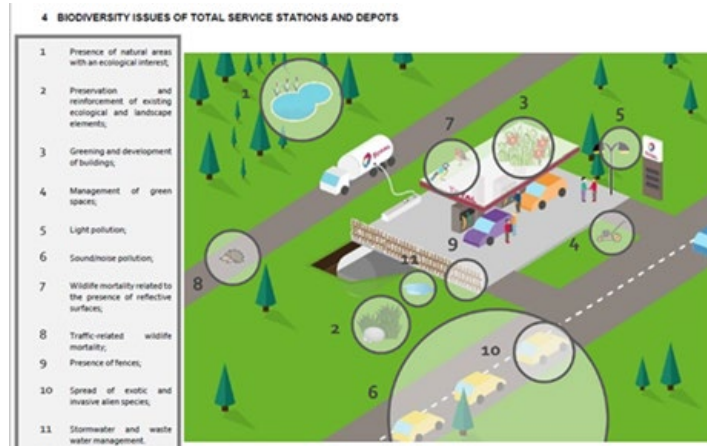 4 BIODIVERSITY ISSUES OF TOTAL SERVICE STATIONS AND DEPOTS
1 Presence of natural areas
with an ecological interest;
2 Preservation and
reinforcement of existing
ecological and landscape
elements;
3 Greening and development
of buildings;
4 Management of green
spaces;
5 Light pollution;
6 Sound/noise pollution;
7 Wildlife mortality related to
the presence of reflective
surfaces;
8 Traffic-related wildlife
mortality;
9 Presence of fences;
10 Spread of exotic and
invasive alien species;
11 Stormwater and waste
water management.
1
3
5
7
TOTAL
9
4
8
11
2
10
6